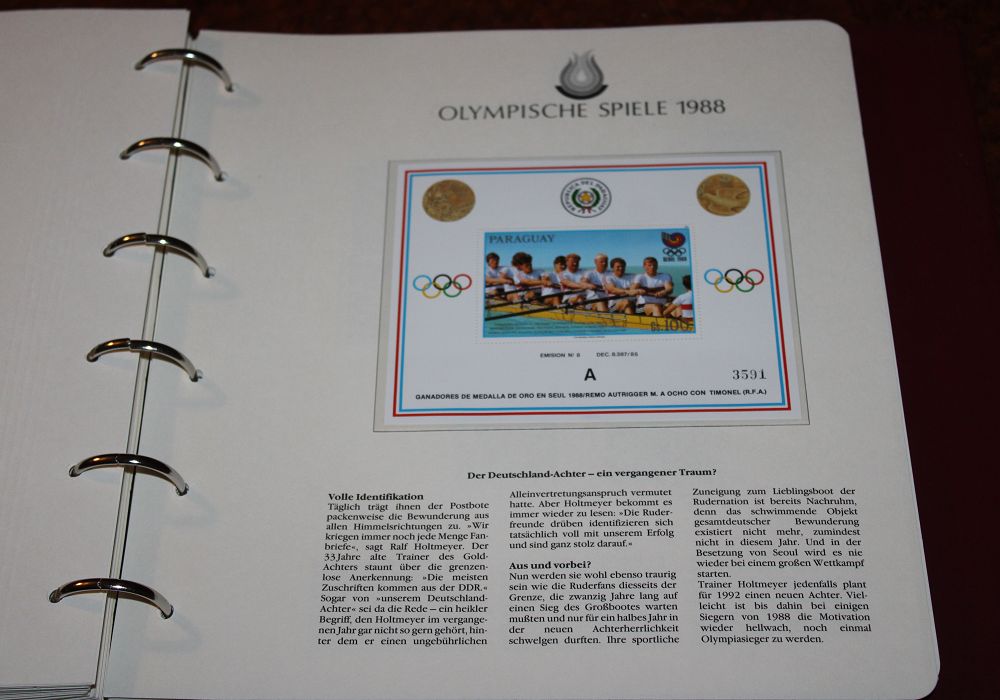 OLYMPISCHE SPIELE 1988
REPUBLICA DEL PARAGUAY
PARAGUAY
SEOUL 1988
Gs.100
EMISION Nº 8 DEC. 8.587/85
A
3591
GANADORES DE MEDALLA DE ORO EN SEUL 1988/REMO AUTRIGGER M. A OCHO CON TIMONEL (R.F.A.)
Der Deutschland-Achter – ein vergangener Traum?
Volle Identifikation
Täglich trägt ihnen der Postbote
packenweise die Bewunderung aus
allen Himmelsrichtungen zu. »Wir
kriegen immer noch jede Menge Fan-
briefe«, sagt Ralf Holtmeyer. Der
33 Jahre alte Trainer des Gold-
Achters staunt über die grenzen-
lose Anerkennung: »Die meisten
Zuschriften kommen aus der DDR.«
Sogar von »unserem Deutschland-
Achter« sei da die Rede – ein heikler
Begriff, den Holtmeyer im vergange-
nen Jahr gar nicht so gern gehört, hin-
ter dem er einen ungebührlichen
Alleinvertretungsanspruch vermutet
hatte. Aber Holtmeyer bekommt es
immer wieder zu lesen: »Die Ruder-
freunde drüben identifizieren sich
tatsächlich voll mit unserem Erfolg
und sind ganz stolz darauf.«
Aus und vorbei?
Nun werden sie wohl ebenso traurig
sein wie die Ruderfans diesseits der
Grenze, die zwanzig Jahre lang auf
einen Sieg des Großbootes warten
mußten und nur für ein halbes Jahr in
der neuen Achterherrlichkeit
schwelgen durften. Ihre sportliche
Zuneigung zum Lieblingsboot der
Rudernation ist bereits Nachruhm,
denn das schwimmende Objekt
gesamtdeutscher Bewunderung
existiert nicht mehr, zumindest
nicht in diesem Jahr. Und in der
Besetzung von Seoul wird es nie
wieder bei einem großen Wettkampf
starten.
Trainer Holtmeyer jedenfalls plant
für 1992 einen neuen Achter. Viel-
leicht ist bis dahin bei einigen
Siegern von 1988 die Motivation
wieder hellwach, noch einmal
Olympiasieger zu werden.